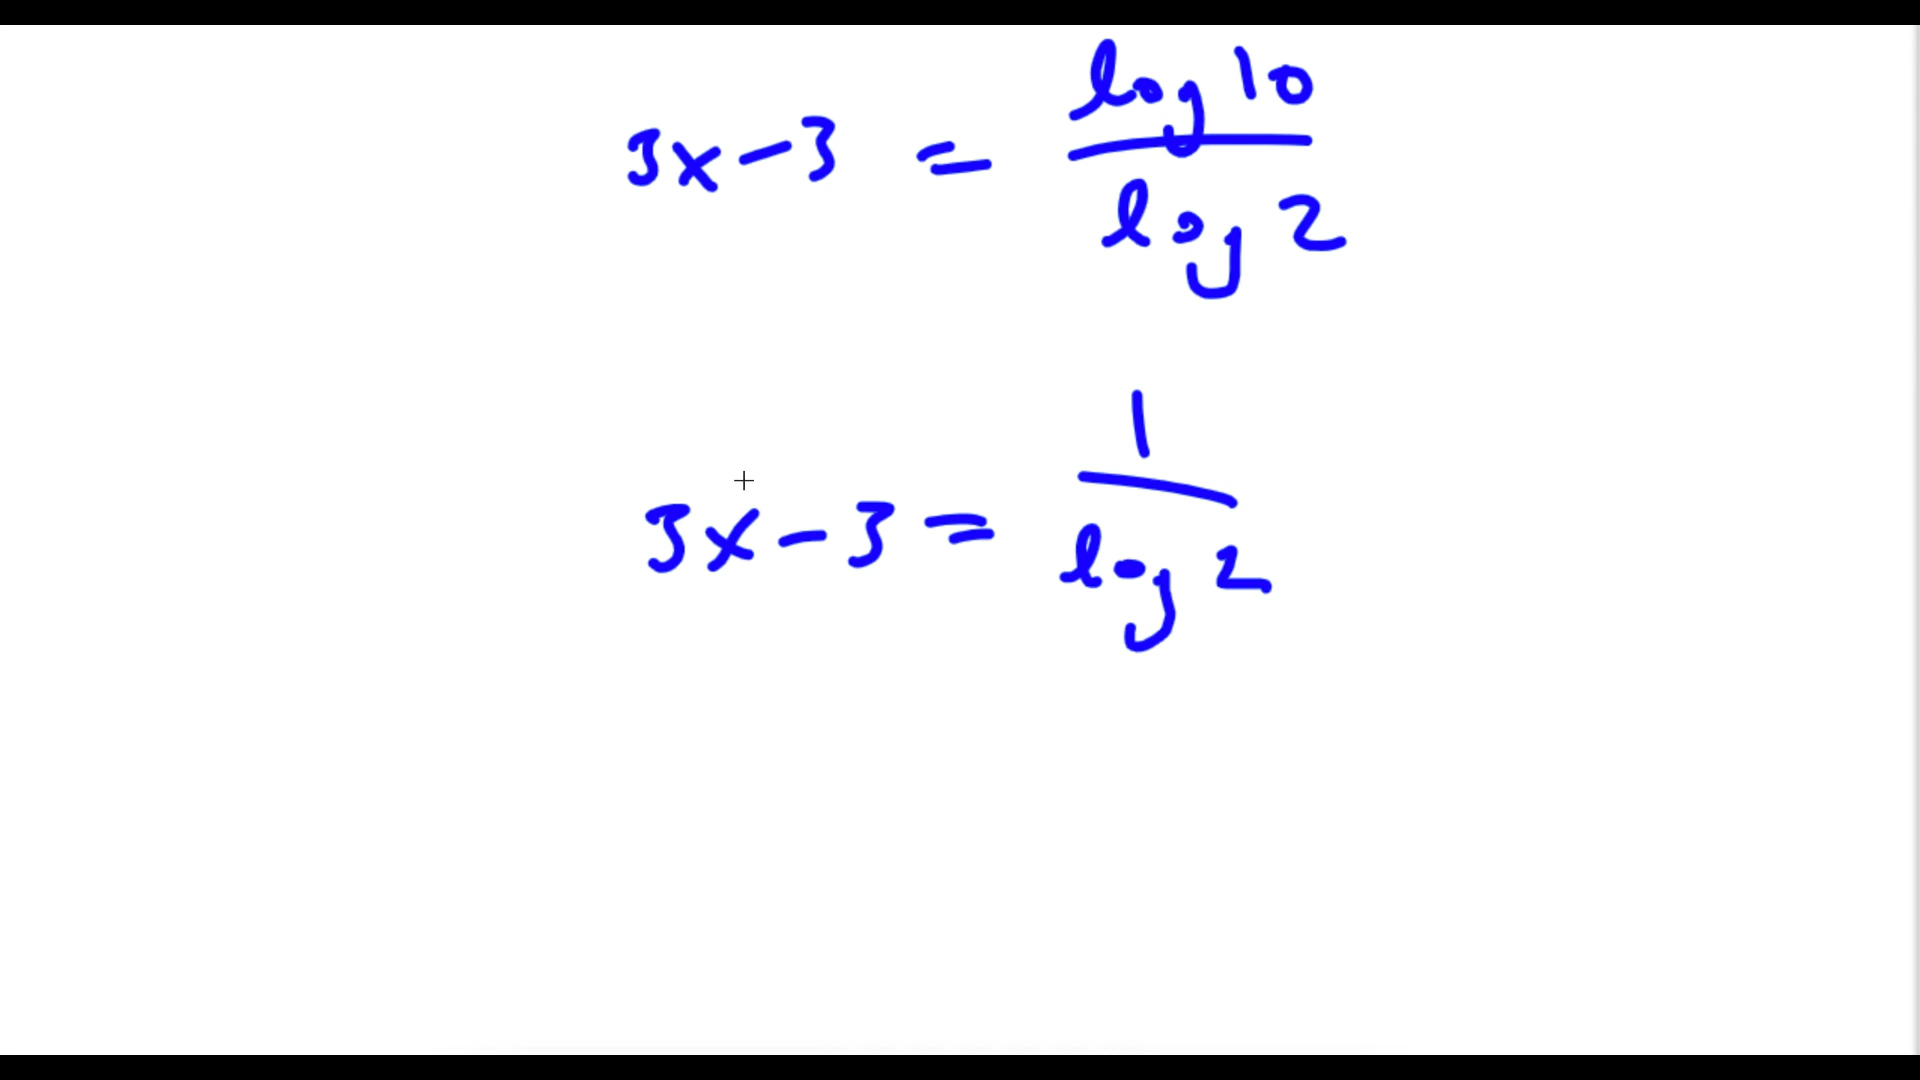 3x-3 = log 10 / log 2
3x-3 = 1 / log 2